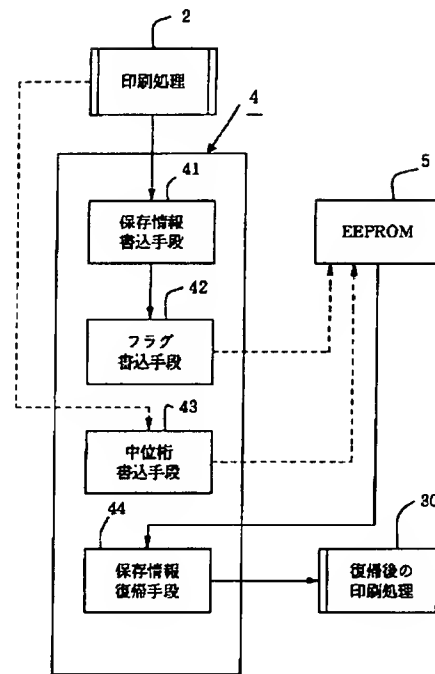 2
印刷処理
4
41
保存情報
書込手段
5
EEPROM
42
フラグ
書込手段
43
中位桁
書込手段
44
保存情報
復帰手段
30
復帰後の
印刷処理